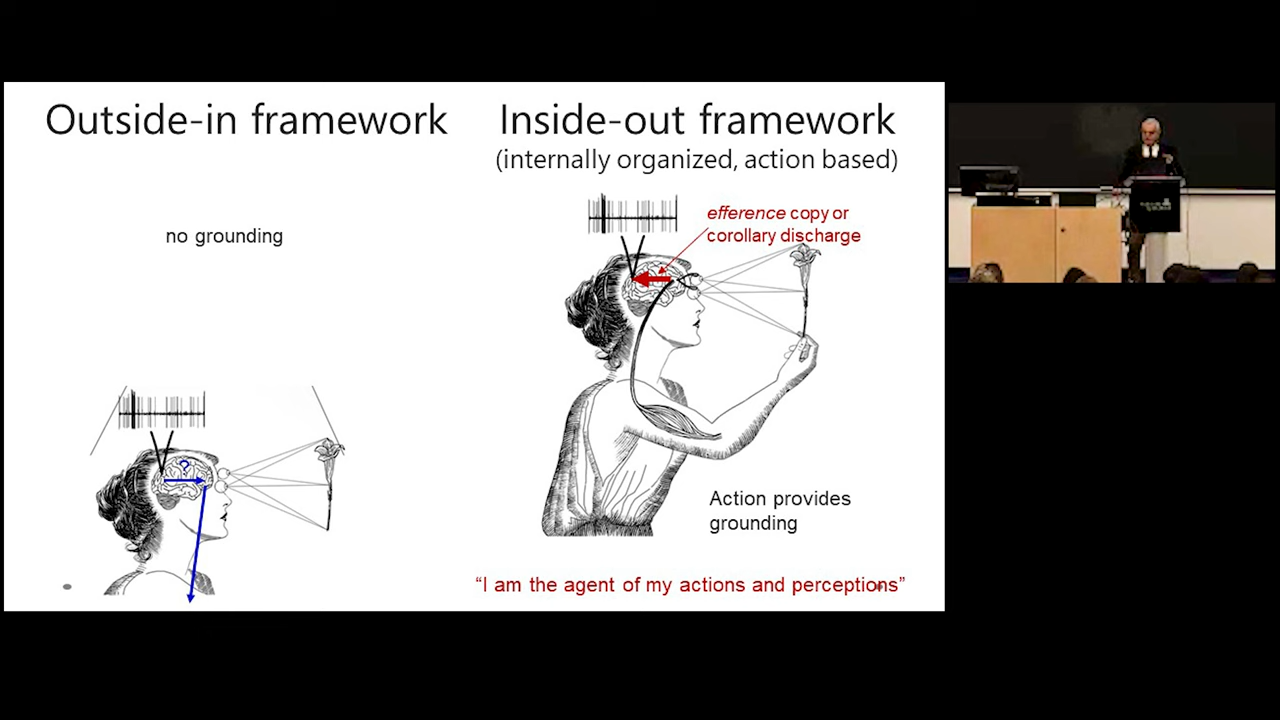 Outside-in framework
no grounding
?
Inside-out framework
(internally organized, action based)
efference copy or
corollary discharge
Action provides
grounding
“I am the agent of my actions and perceptions”